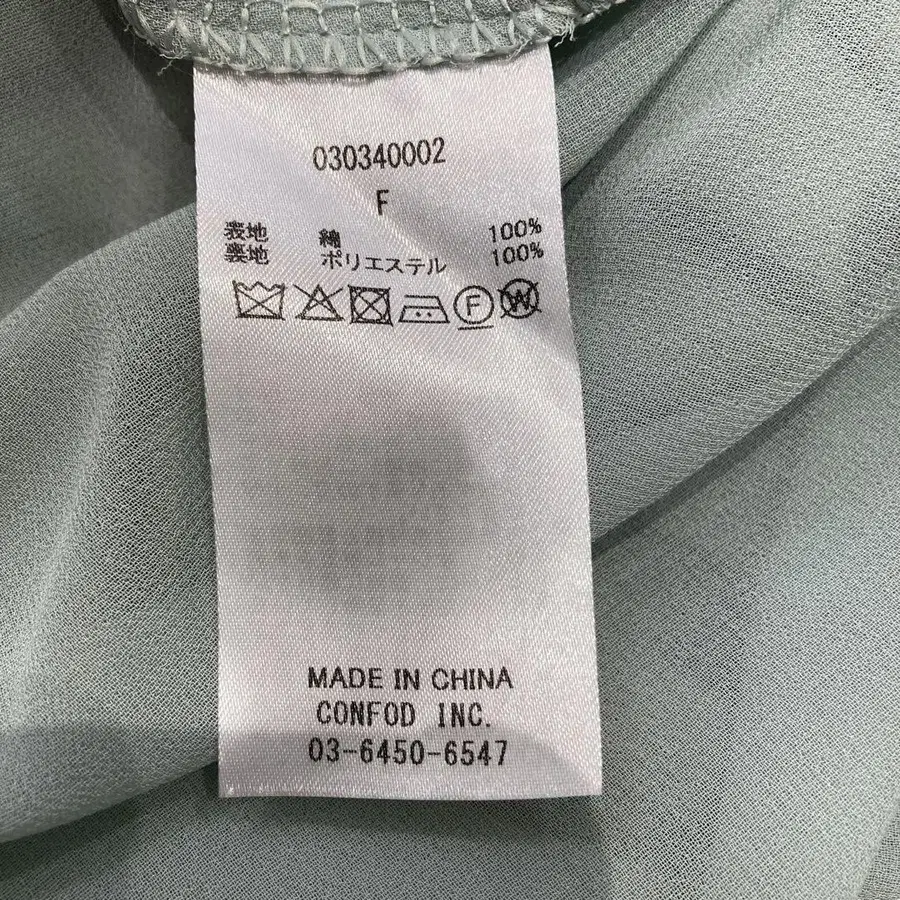 030340002
F
表地 綿 100%
裏地 ポリエステル 100%
F W
MADE IN CHINA
CONFOD INC.
03-6450-6547